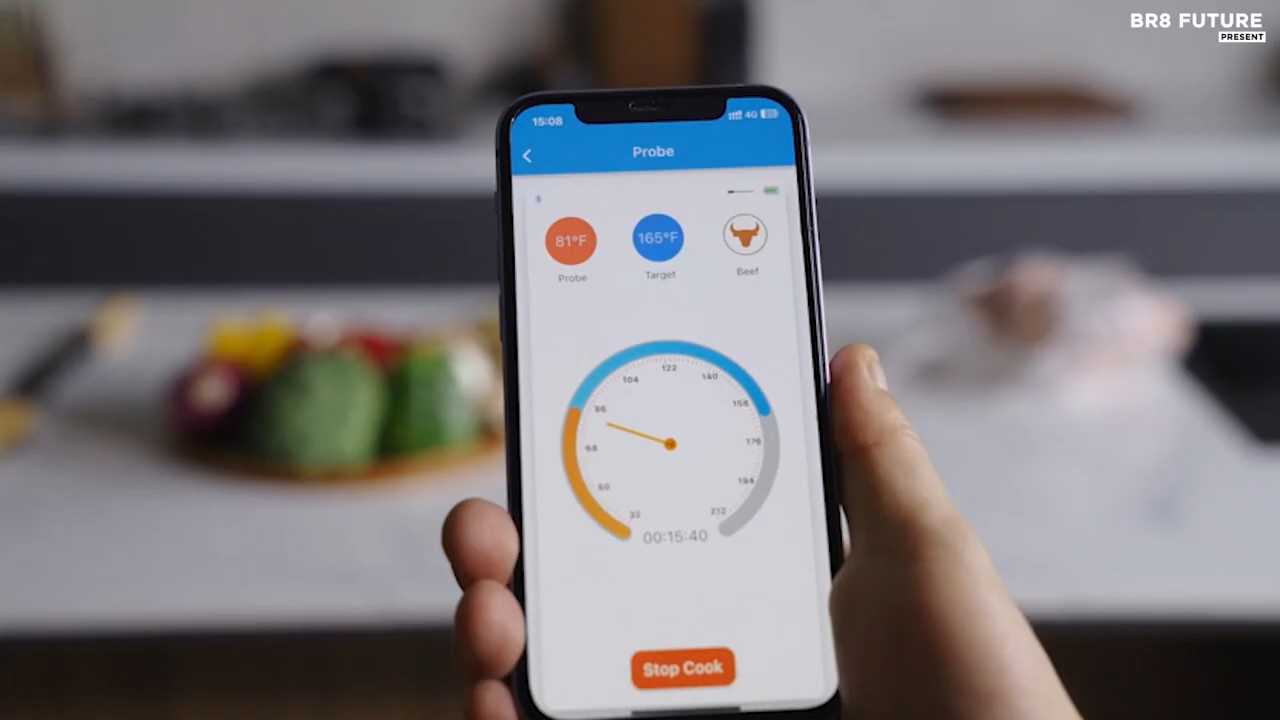 BR8 FUTURE
PRESENT
15:08
4G
Probe
81°F
165°F
Probe
Target
Beef
122
104
140
86
158
68
176
50
194
32
212
00:15:40
Stop Cook